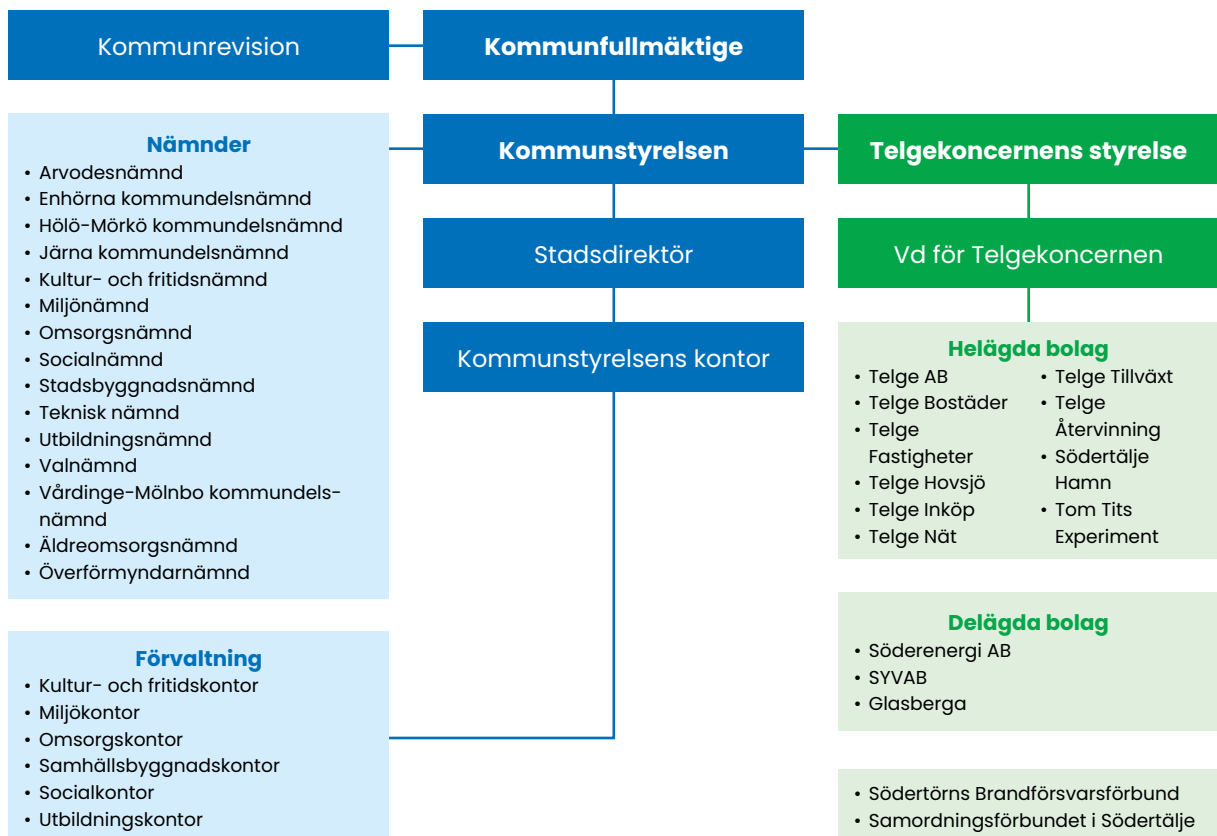 Kommunrevision
Kommunfullmäktige
Nämnder
• Arvodesnämnd
• Enhörna kommundelsnämnd
• Hölö-Mörkö kommundelsnämnd
• Järna kommundelsnämnd
• Kultur- och fritidsnämnd
• Miljönämnd
• Omsorgsnämnd
• Socialnämnd
• Stadsbyggnadsnämnd
• Teknisk nämnd
• Utbildningsnämnd
• Valnämnd
• Vårdinge-Mölnbo kommundels-
nämnd
• Äldreomsorgsnämnd
• Överförmyndarnämnd
Kommunstyrelsen
Stadsdirektör
Kommunstyrelsens kontor
Telgekoncernens styrelse
Vd för Telgekoncernen
Helägda bolag
• Telge AB
• Telge Bostäder
• Telge
Fastigheter
• Telge Hovsjö
• Telge Inköp
• Telge Nät
• Telge Tillväxt
• Telge
Återvinning
• Södertälje
Hamn
• Tom Tits
Experiment
Förvaltning
• Kultur- och fritidskontor
• Miljökontor
• Omsorgskontor
• Samhällsbyggnadskontor
• Socialkontor
• Utbildningskontor
Delägda bolag
• Söderenergi AB
• SYVAB
• Glasberga
• Södertörns Brandförsvarsförbund
• Samordningsförbundet i Södertälje